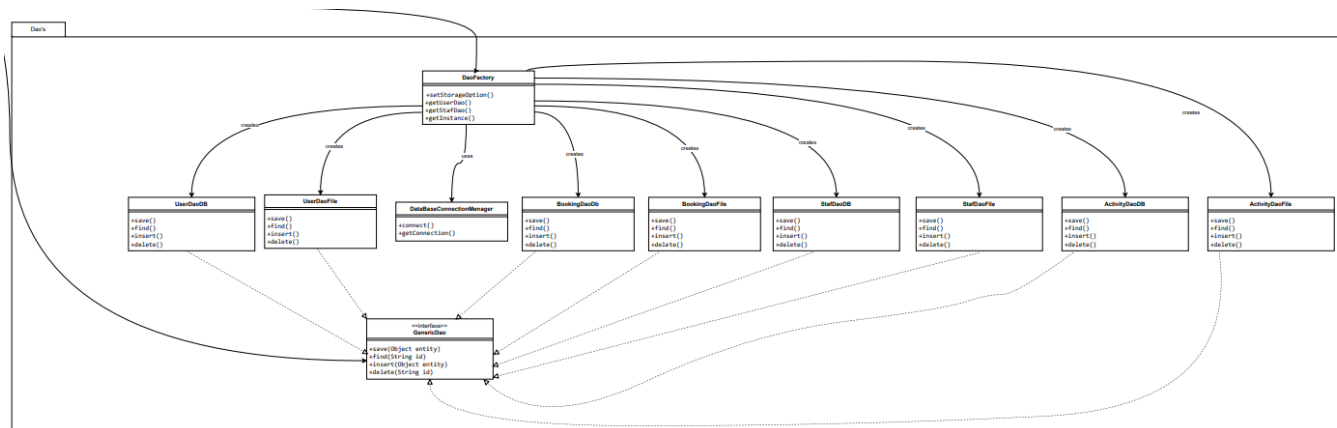 Dao's
DaoFactory
+setStorageOption()
+getUserDao()
+getStafDao()
+getInstance()
creates
creates
uses
creates
creates
creates
creates
creates
creates
UserDaoDB
+save()
+find()
+insert()
+delete()
UserDaoFile
+save()
+find()
+insert()
+delete()
DataBaseConnectionMenager
+connect()
+getConnection()
BookingDaoDb
+save()
+find()
+insert()
+delete()
BookingDaoFile
+save()
+find()
+insert()
+delete()
StafDaoDB
+save()
+find()
+insert()
+delete()
StafDaoFile
+save()
+find()
+insert()
+delete()
ActivityDaoDB
+save()
+find()
+insert()
+delete()
ActivityDaoFile
+save()
+find()
+insert()
+delete()
<<interface>>
GenericDao
+save(Object entity)
+find(String id)
+insert(Object entity)
+delete(String id)